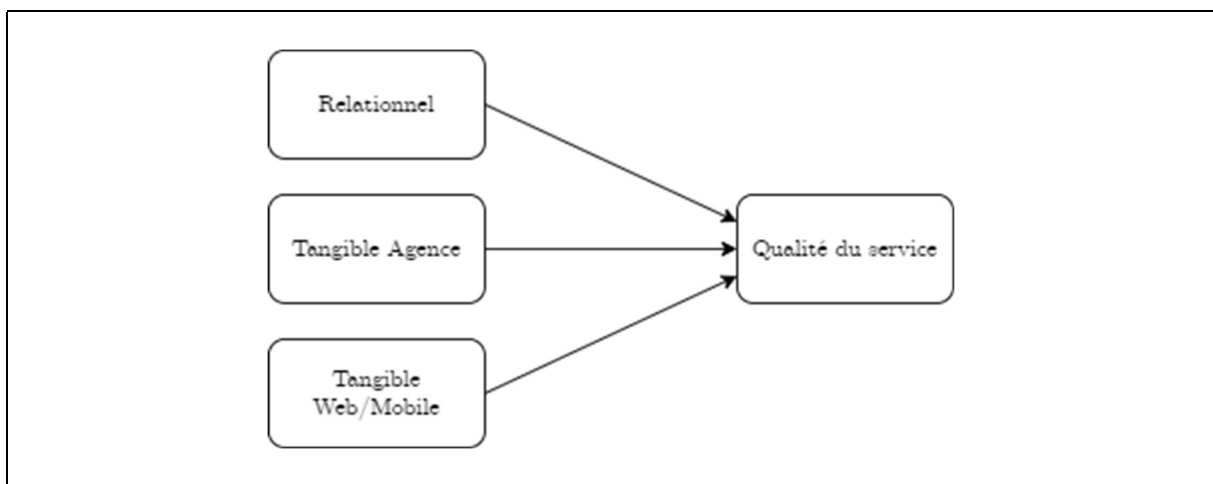 Relationnel
Tangible Agence
Qualité du service
Tangible
Web/Mobile